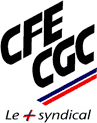 CFE
CGC
Le + syndical